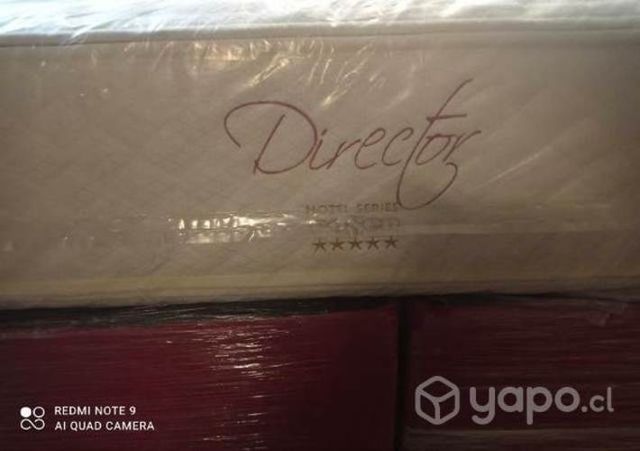 Director
HOTEL SERIES
★★★★★
REDMI NOTE 9
AI QUAD CAMERA
yapo.cl